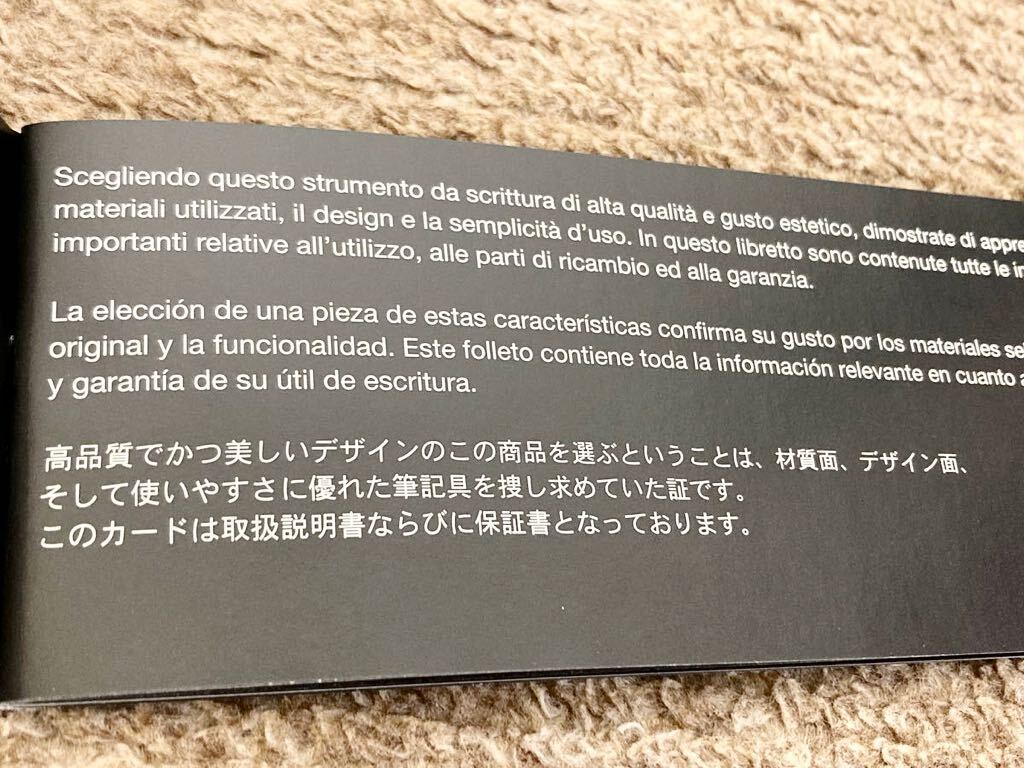 Scegliendo questo strumento da scrittura di alta qualità e gusto estetico, dimostrate di
materiali utilizzati, il design e la semplicità d'uso. In questo libretto sono contenute tutte le
importanti relative all'utilizzo, alle parti di ricambio ed alla garanzia.
La elección de una pieza de estas características confirma su gusto por los materiales
original y la funcionalidad. Este folleto contiene toda la información relevante en cuanto
y garantía de su útil de escritura.
高品質でかつ美しいデザインのこの商品を選ぶということは、材質面、デザイン面、
そして使いやすさに優れた筆記具を捜し求めていた証です。
このカードは取扱説明書ならびに保証書となっております。